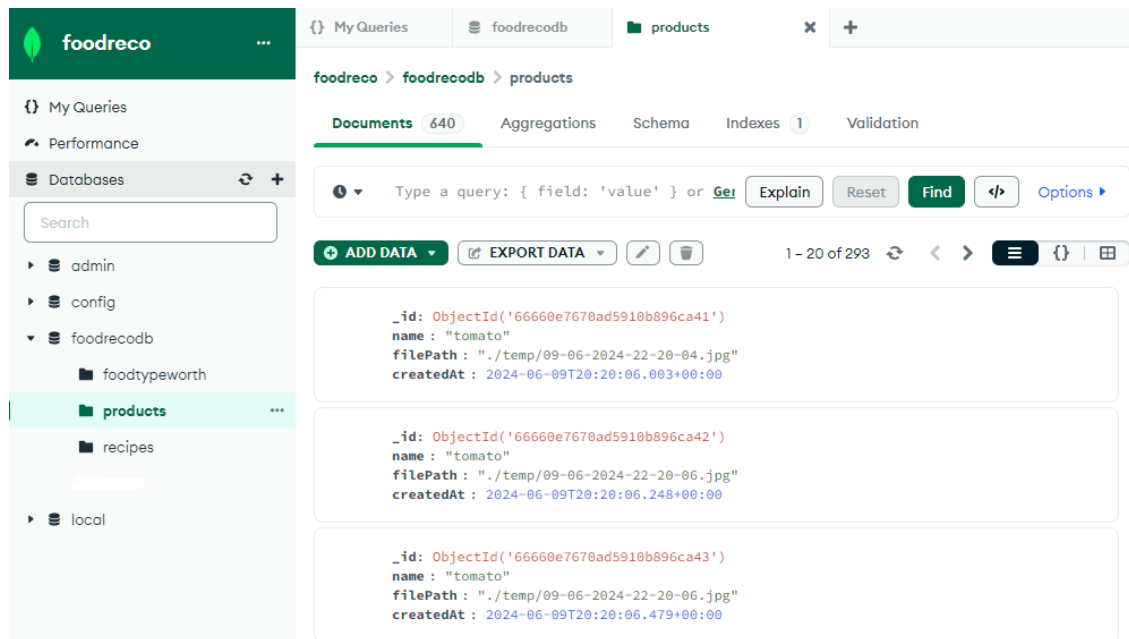 foodreco ...
My Queries
Performance
Databases
Search
admin
config
foodrecodb
foodtypeworth
products ...
recipes
local
{} My Queries foodrecodb products
foodreco > foodrecodb > products
Documents 640 Aggregations Schema Indexes 1 Validation
Type a query: { field: 'value' } or Ger Explain Reset Find </> Options
ADD DATA EXPORT DATA 1 – 20 of 293 {}
_id: ObjectId('66660e7670ad5910b896ca41')
name : "tomato"
filePath : "./temp/09-06-2024-22-20-04.jpg"
createdAt : 2024-06-09T20:20:06.003+00:00
_id: ObjectId('66660e7670ad5910b896ca42')
name : "tomato"
filePath : "./temp/09-06-2024-22-20-06.jpg"
createdAt : 2024-06-09T20:20:06.248+00:00
_id: ObjectId('66660e7670ad5910b896ca43')
name : "tomato"
filePath : "./temp/09-06-2024-22-20-06.jpg"
createdAt : 2024-06-09T20:20:06.479+00:00